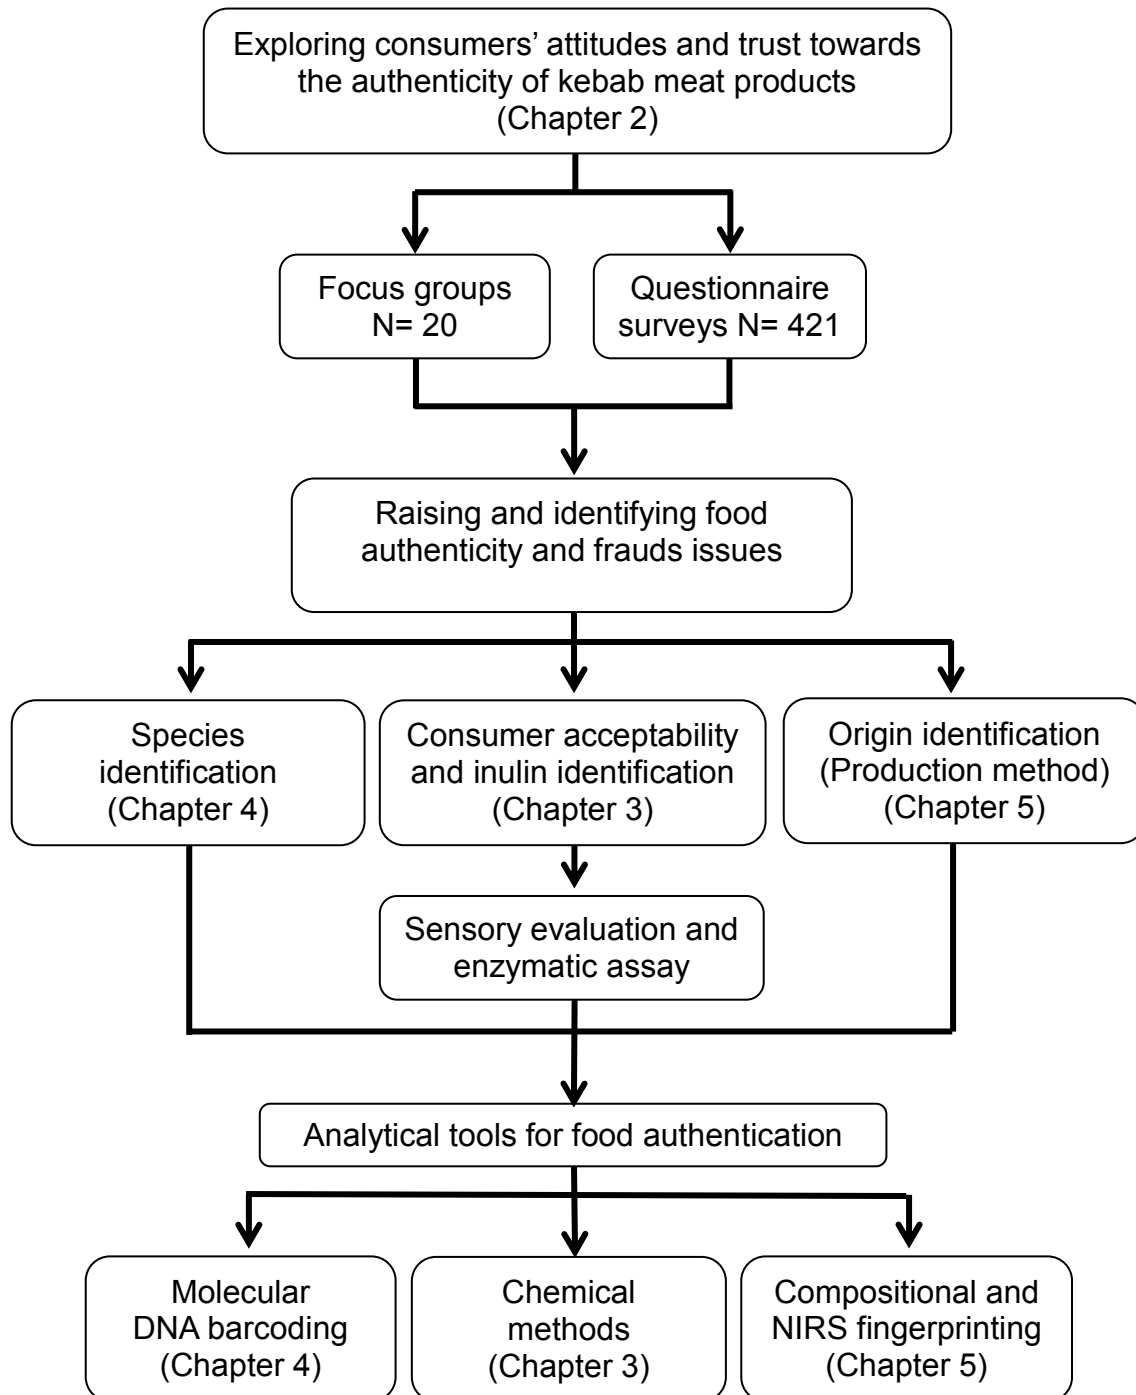 Exploring consumers’ attitudes and trust towards
the authenticity of kebab meat products
(Chapter 2)
Focus groups
N= 20
Questionnaire
surveys N= 421
Raising and identifying food
authenticity and frauds issues
Species
identification
(Chapter 4)
Consumer acceptability
and inulin identification
(Chapter 3)
Origin identification
(Production method)
(Chapter 5)
Sensory evaluation and
enzymatic assay
Analytical tools for food authentication
Molecular
DNA barcoding
(Chapter 4)
Chemical
methods
(Chapter 3)
Compositional and
NIRS fingerprinting
(Chapter 5)